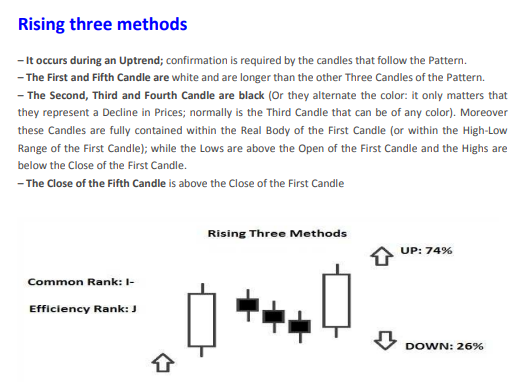 Rising three methods
– It occurs during an Uptrend; confirmation is required by the candles that follow the Pattern.
– The First and Fifth Candle are white and are longer than the other Three Candles of the Pattern.
– The Second, Third and Fourth Candle are black (Or they alternate the color: it only matters that
they represent a Decline in Prices; normally is the Third Candle that can be of any color). Moreover
these Candles are fully contained within the Real Body of the First Candle (or within the High-Low
Range of the First Candle); while the Lows are above the Open of the First Candle and the Highs are
below the Close of the First Candle.
– The Close of the Fifth Candle is above the Close of the First Candle
Rising Three Methods
UP: 74%
Common Rank: I-
Efficiency Rank: J
DOWN: 26%